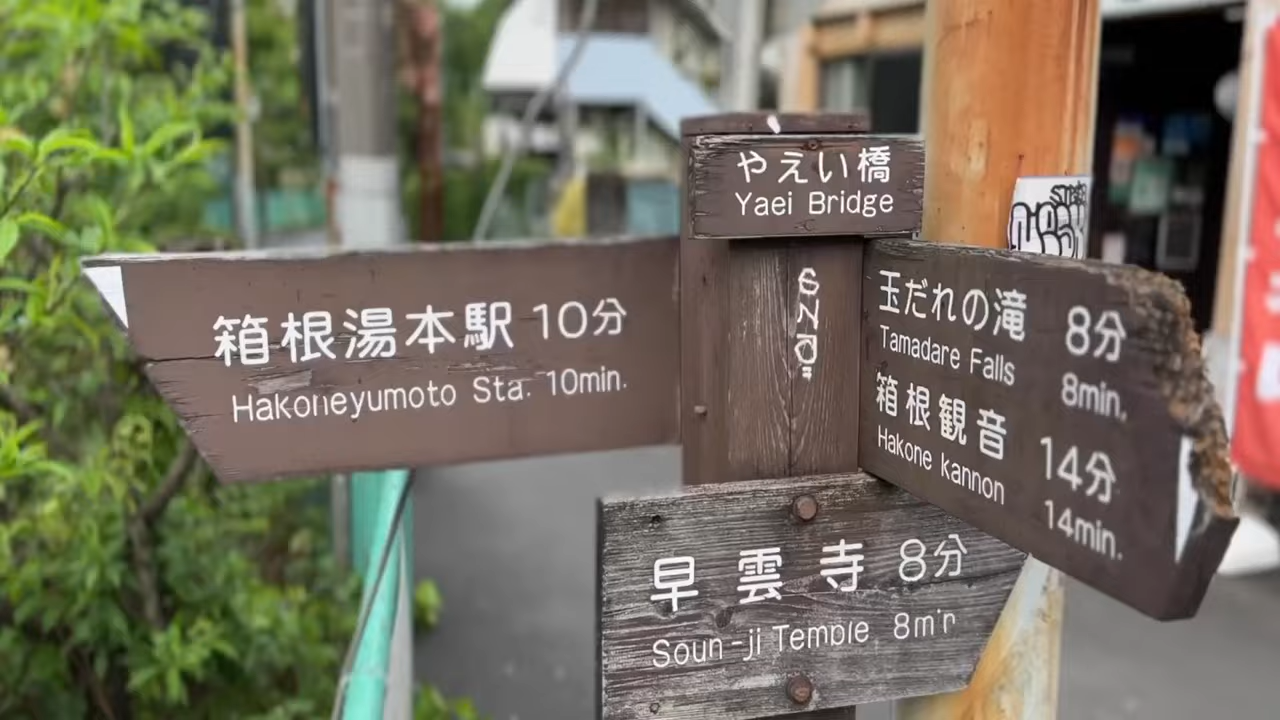 やえい橋
Yaei Bridge
箱根湯本駅 10分
Hakoneyumoto Sta. 10min.
玉だれの滝 8分
Tamadare Falls 8min.
箱根観音 14分
Hakone kannon 14min.
早雲寺 8分
Soun-ji Temple 8min